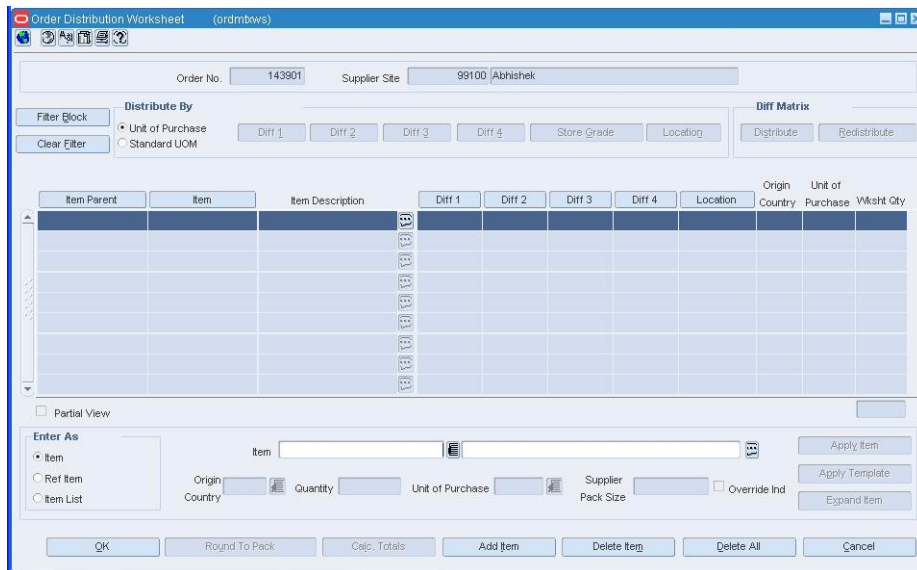 Order Distribution Worksheet (ordmtxws)
Order No. 143901 Supplier Site 99100 Abhishek
Filter Block
Clear Filter
Distribute By
Unit of Purchase
Standard UOM
Diff 1 Diff 2 Diff 3 Diff 4 Store Grade Location
Diff Matrix
Distribute Redistribute
Item Parent Item Item Description Diff 1 Diff 2 Diff 3 Diff 4 Location Origin Country Unit of Purchase Wksht Qty
Partial View
Enter As
Item
Ref Item
Item List
Item
Origin Country Quantity Unit of Purchase Supplier Pack Size Override Ind
Apply Item
Apply Template
Expand Item
OK Round To Pack Calc. Totals Add Item Delete Item Delete All Cancel